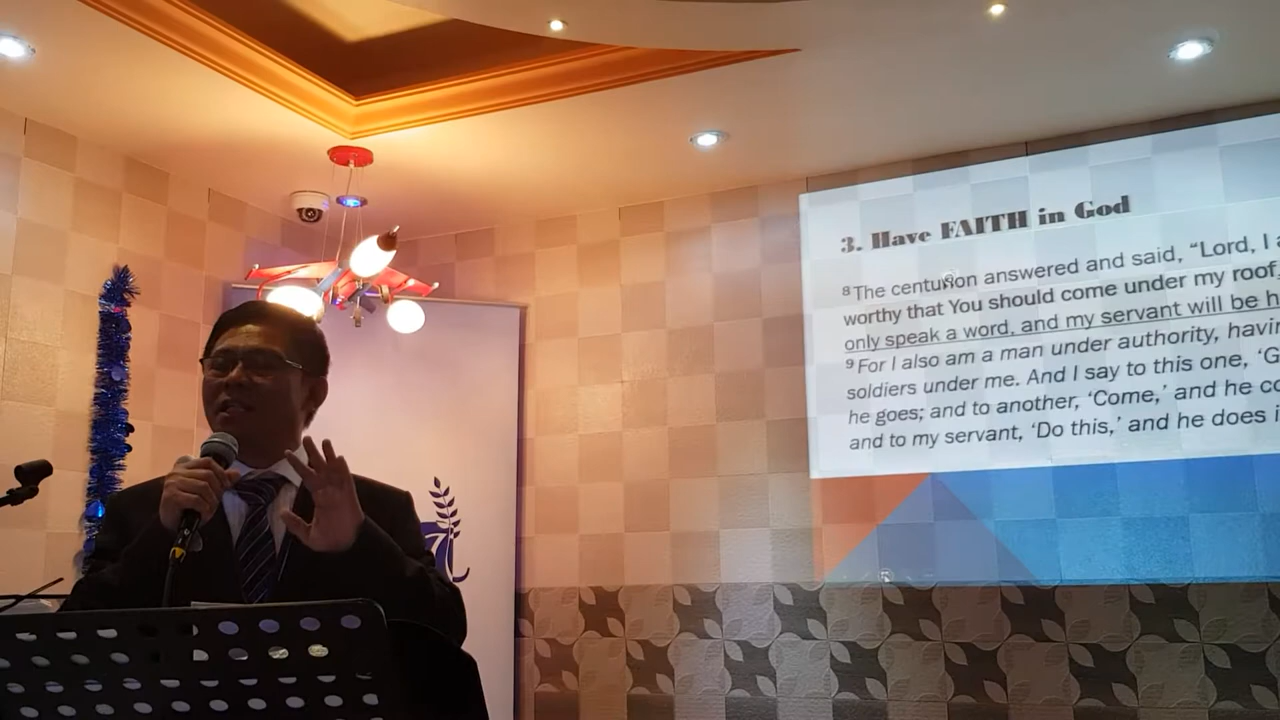 3. Have FAITH in God
8 The centurion answered and said, “Lord, I a
worthy that You should come under my roof.
only speak a word, and my servant will be h
9 For I also am a man under authority, havin
soldiers under me. And I say to this one, ‘G
he goes; and to another, ‘Come,’ and he co
and to my servant, ‘Do this,’ and he does i